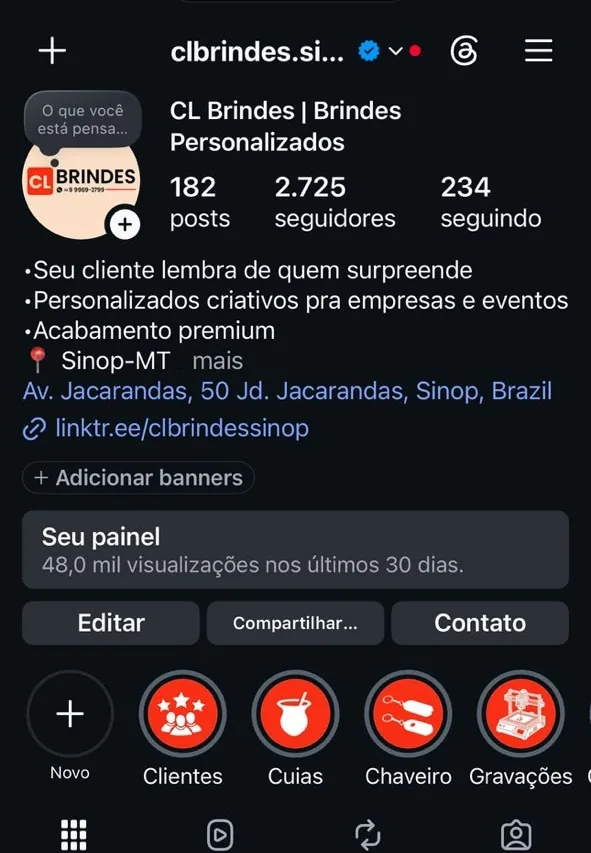 clbrindes.si...
O que você
está pensa...
CL BRINDES
CL Brindes | Brindes
Personalizados
182
2.725
234
posts
seguidores
seguindo
•Seu cliente lembra de quem surpreende
•Personalizados criativos pra empresas e eventos
•Acabamento premium
📍 Sinop-MT mais
Av. Jacarandas, 50 Jd. Jacarandas, Sinop, Brazil
linktr.ee/clbrindessinop
+ Adicionar banners
Seu painel
48,0 mil visualizações nos últimos 30 dias.
Editar
Compartilhar...
Contato
Novo
Clientes
Cuias
Chaveiro
Gravações